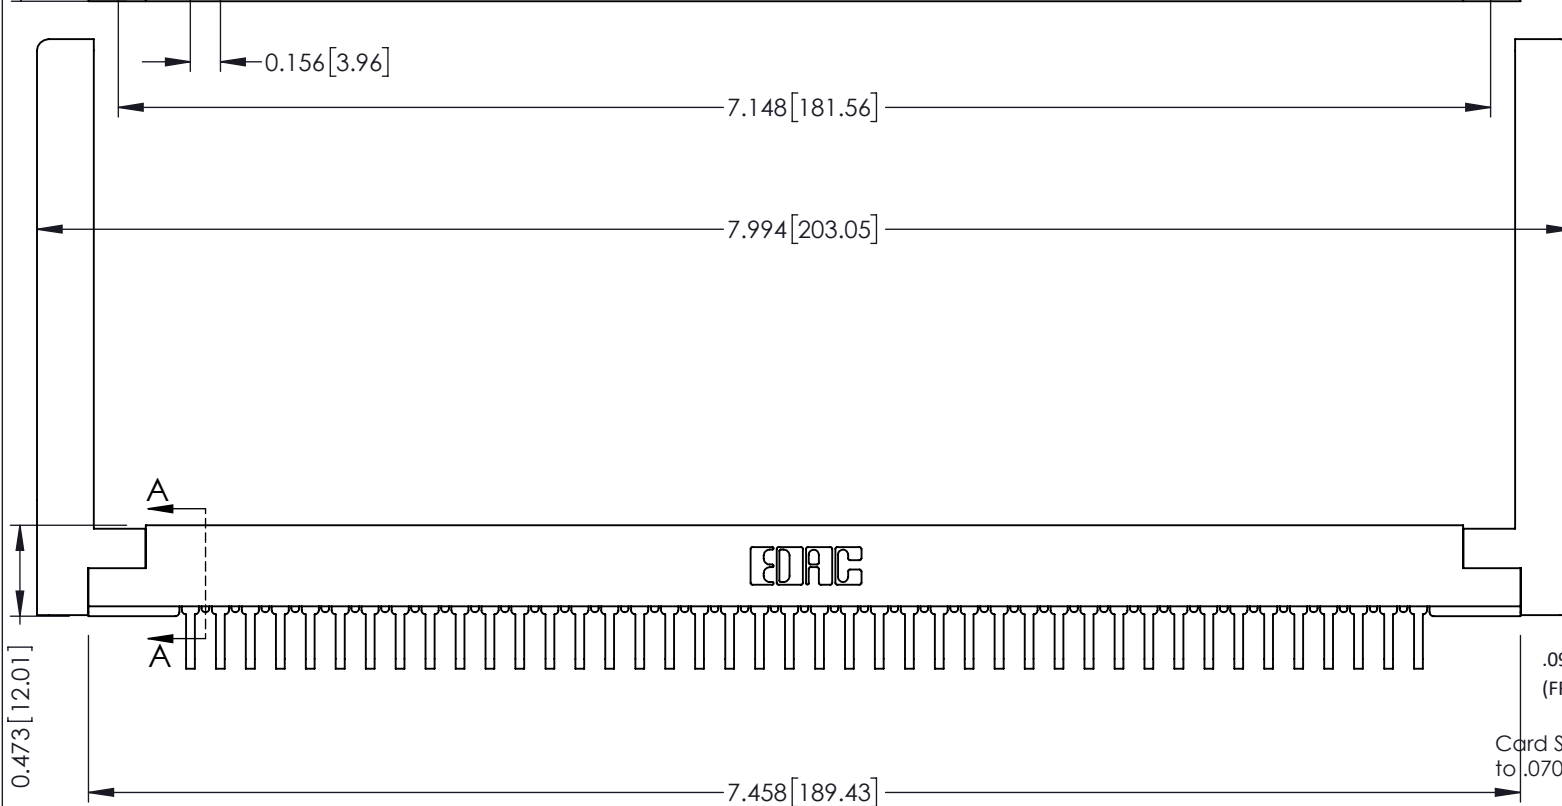 0.156[3.96]
7.148[181.56]
7.994[203.05]
A
EDAC
A
0.473[12.01]
7.458[189.43]
Card
to .070